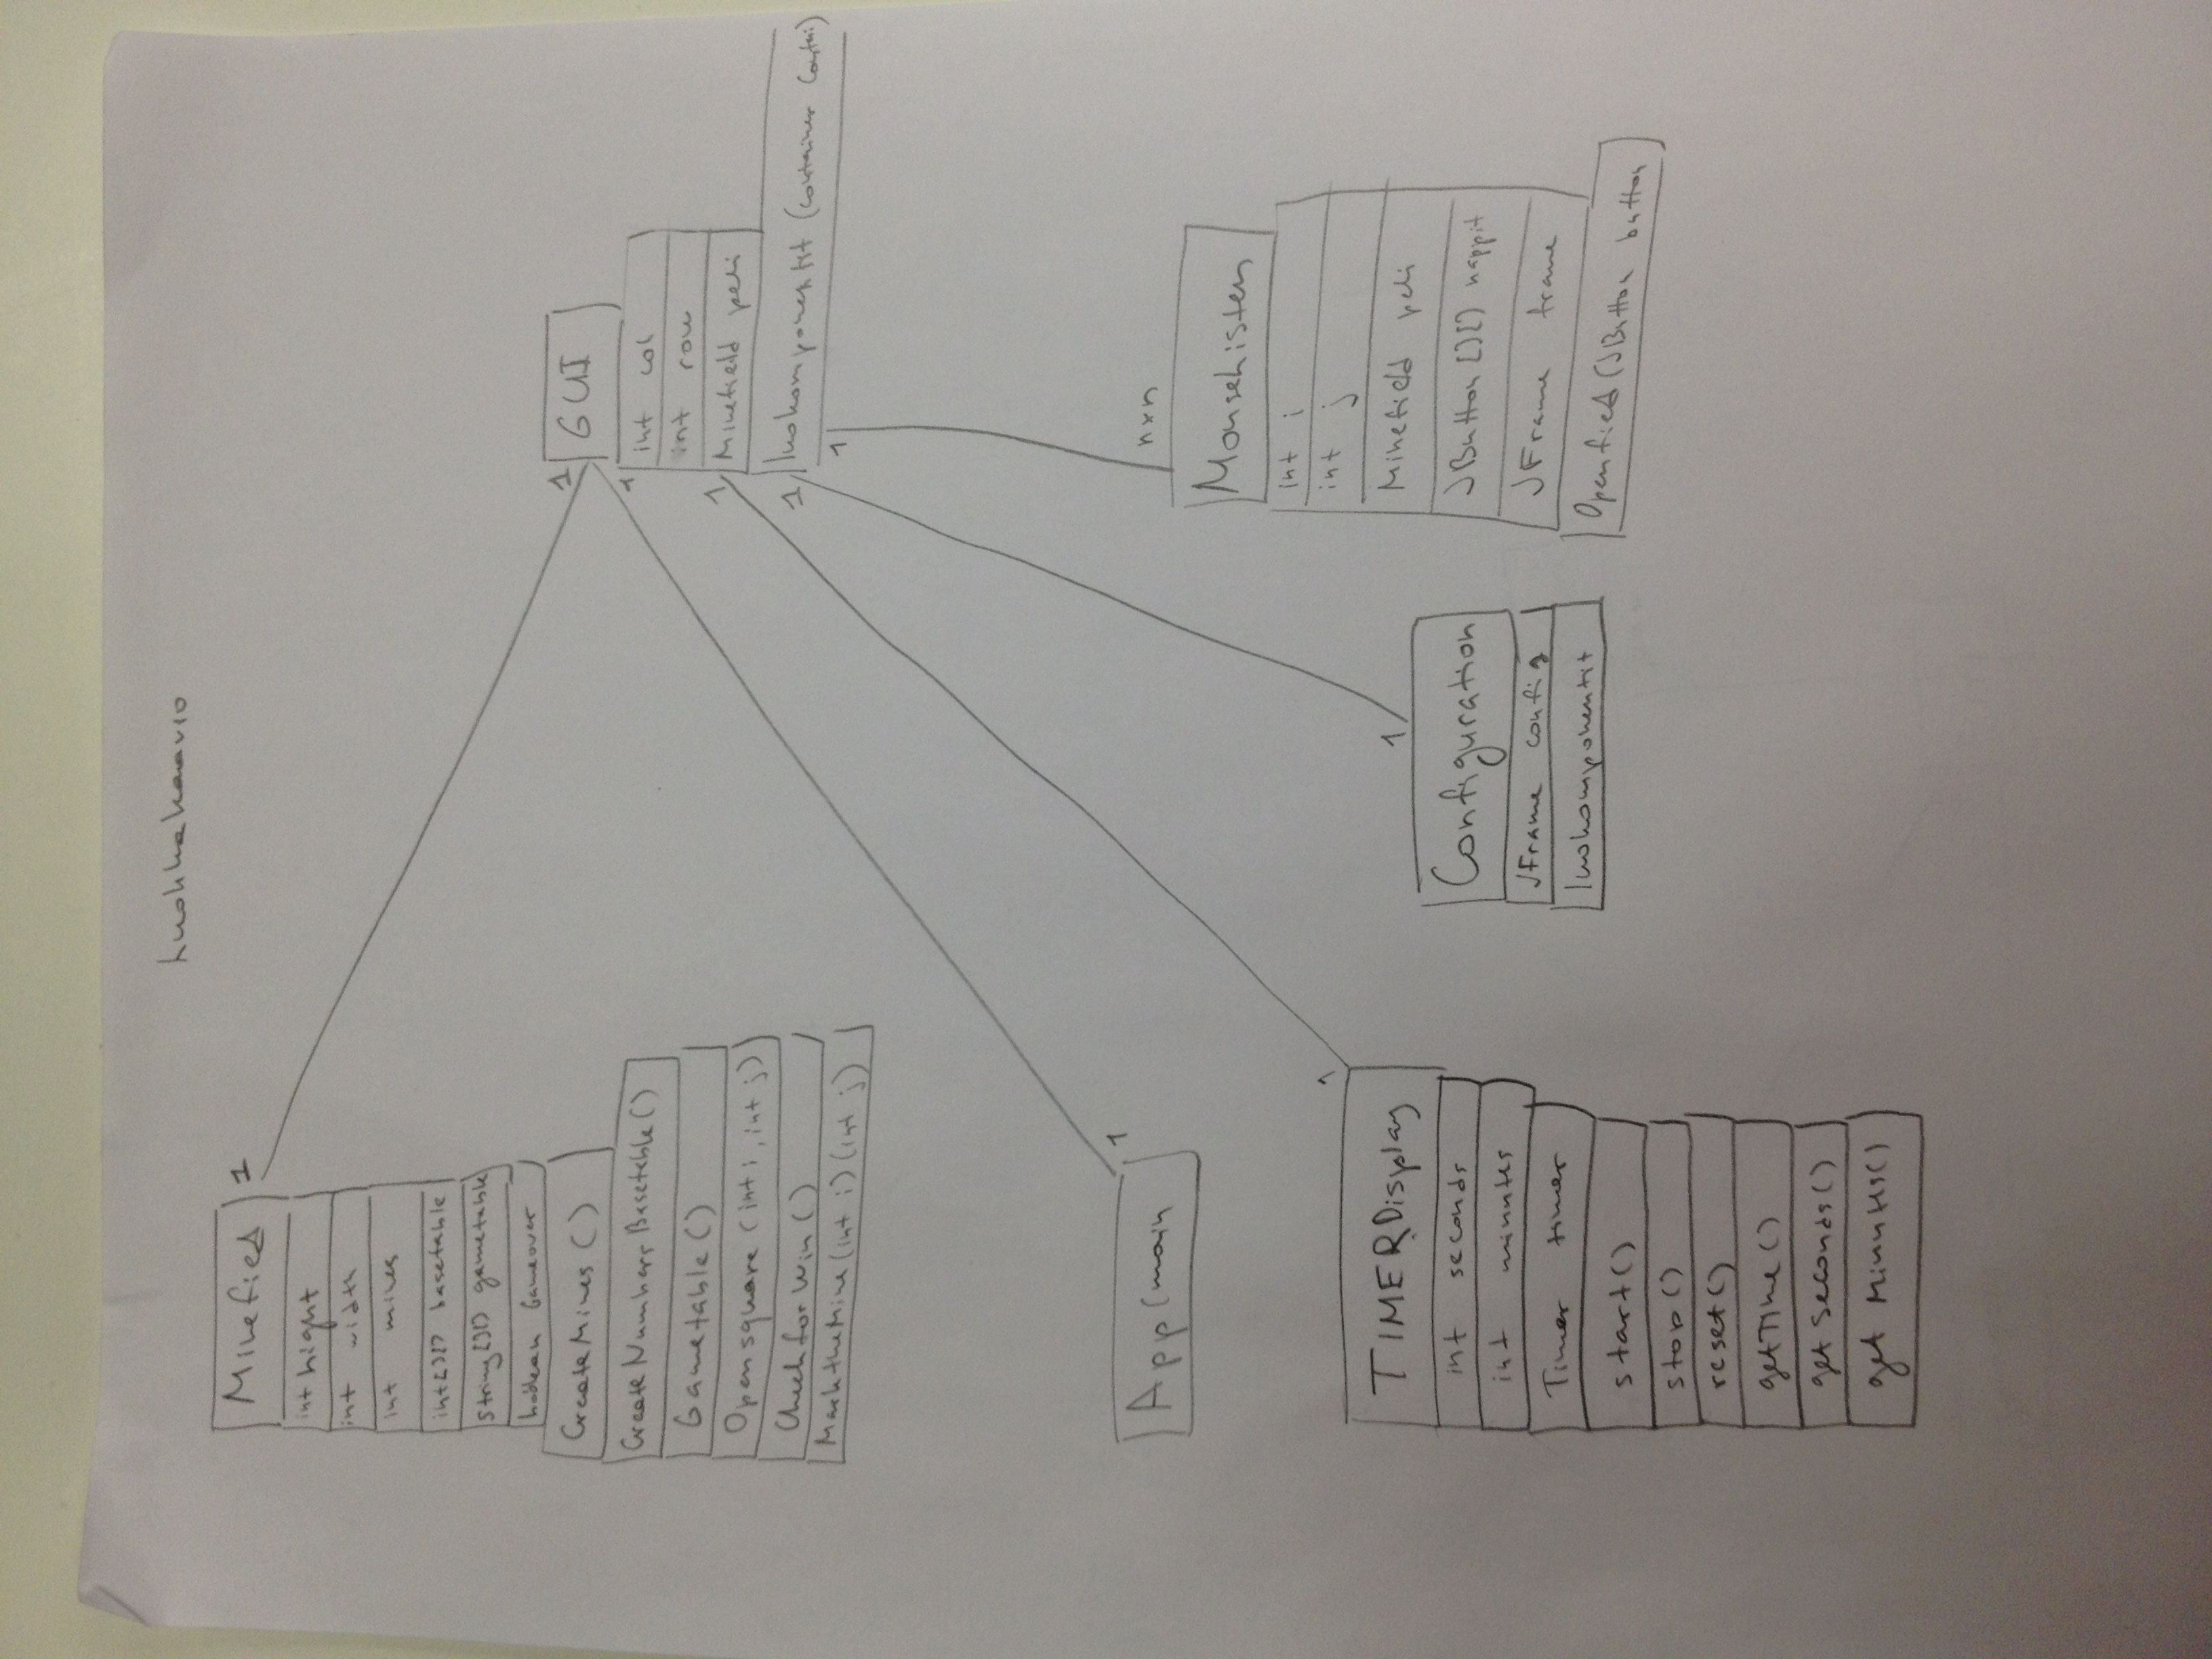 Luokkakaavio
Minefied
1
int hight
int width
int mines
int[][] basetable
String[][] gametable
boolean Gameover
CreateMines ()
CreateNumbersBasetable()
Gametable()
Opensquare (int i, int j)
CheckforWin()
MarktheMine(int i)(int j)
1
GUI
1
int col
int row
1
Minefield peli
1
luokomponentit (container Contai)
1
App(main
1
nxn
MouseListen
int i
int j
Minefield peli
JButton[][] nappit
JFrame frame
Openfied(JButton button
1
TIMERDisplay
int seconds
int minutes
Timer timer
start()
stop()
reset()
getTime()
get Seconds()
get Minutes()
1
Configuration
JFrame config
luokomponentit